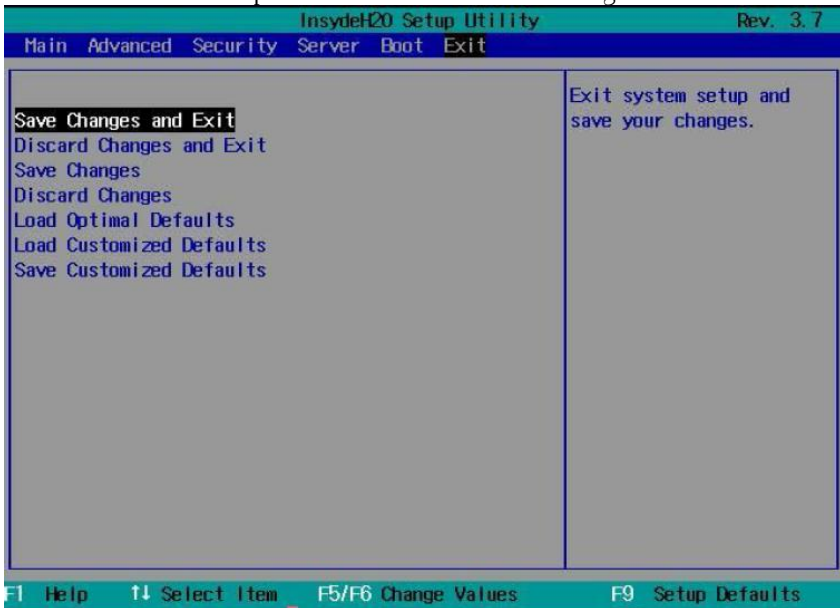 InsydeH2O Setup Utility Rev. 3.7
Main Advanced Security Server Boot Exit
Save Changes and Exit
Discard Changes and Exit
Save Changes
Discard Changes
Load Optimal Defaults
Load Customized Defaults
Save Customized Defaults
Exit system setup and
save your changes.
F1 Help ↑↓ Select Item F5/F6 Change Values F9 Setup Defaults